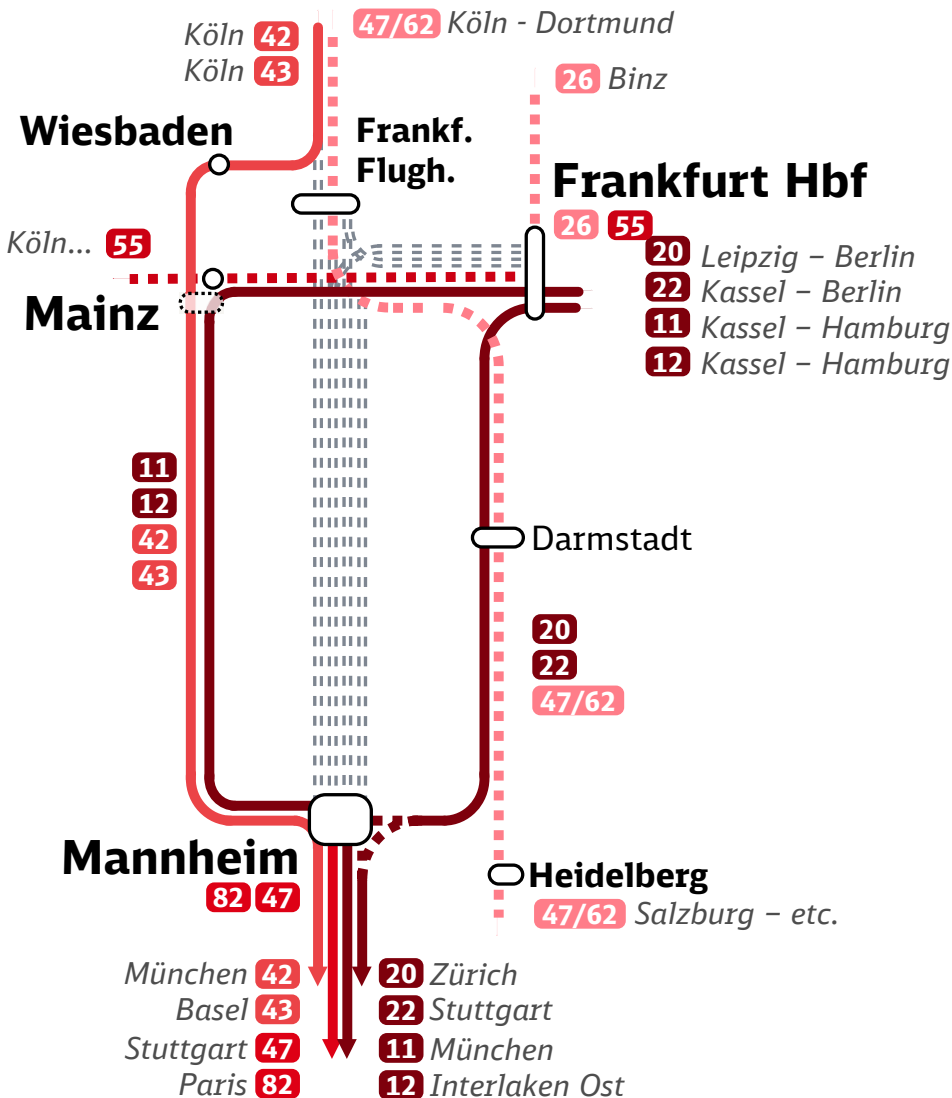 Köln 42
47/62 Köln - Dortmund
Köln 43
26 Binz
Wiesbaden
Frankf.
Flugh.
Frankfurt Hbf
26 55
Köln... 55
20 Leipzig – Berlin
22 Kassel – Berlin
11 Kassel – Hamburg
12 Kassel – Hamburg
Mainz
11
12
42
43
Darmstadt
20
22
47/62
Mannheim
82 47
Heidelberg
47/62 Salzburg – etc.
München 42
Basel 43
Stuttgart 47
Paris 82
20 Zürich
22 Stuttgart
11 München
12 Interlaken Ost